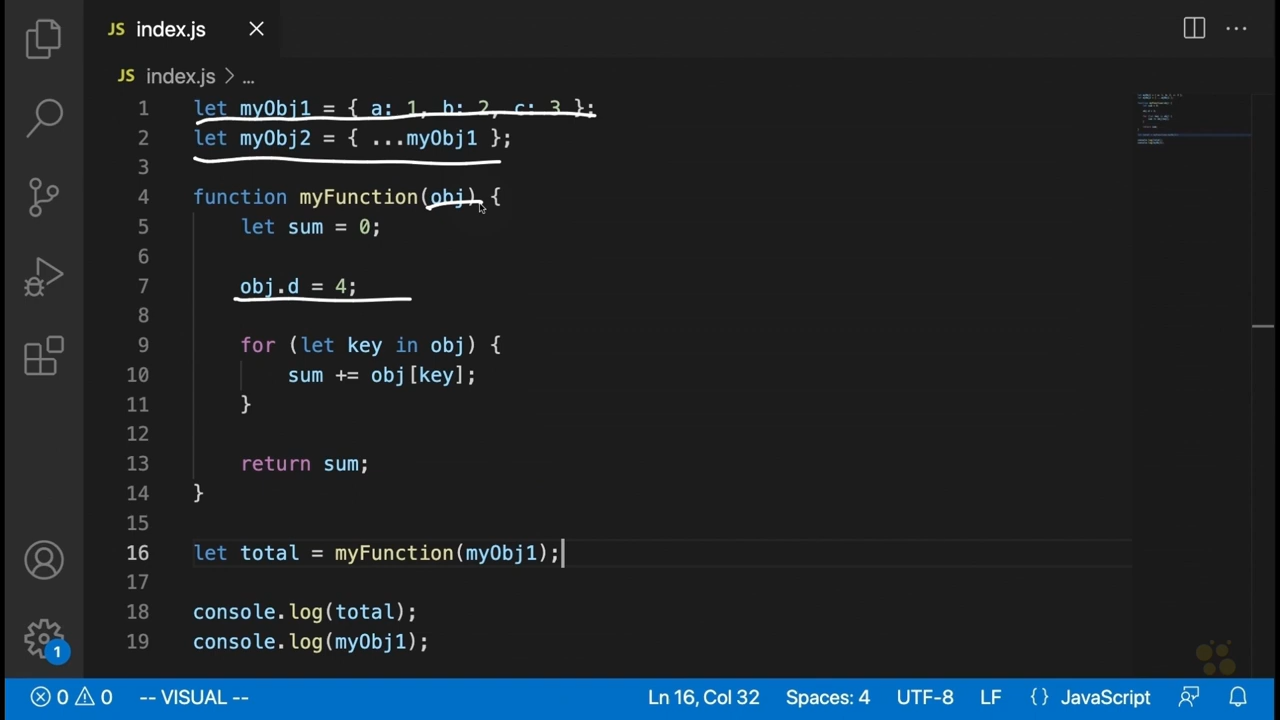 JS index.js
JS index.js > ...
1 let myObj1 = { a: 1, b: 2, c: 3 };
2 let myObj2 = { ...myObj1 };
3
4 function myFunction(obj) {
5 let sum = 0;
6
7 obj.d = 4;
8
9 for (let key in obj) {
10 sum += obj[key];
11 }
12
13 return sum;
14 }
15
16 let total = myFunction(myObj1);
17
18 console.log(total);
19 console.log(myObj1);
1
0 0 -- VISUAL -- Ln 16, Col 32 Spaces: 4 UTF-8 LF {} JavaScript